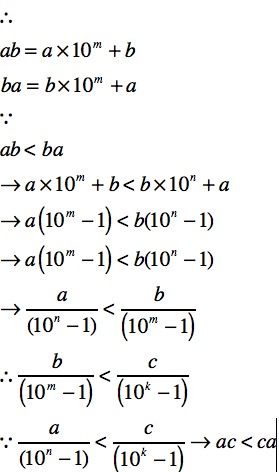 ∴
ab = a×10^m + b
ba = b×10^m + a
∵
ab < ba
→ a×10^m + b < b×10^n + a
→ a(10^m − 1) < b(10^n − 1)
→ a(10^m − 1) < b(10^n − 1)
→ a/(10^n − 1) < b/(10^m − 1)
∴ b/(10^m − 1) < c/(10^k − 1)
∵ a/(10^n − 1) < c/(10^k − 1) → ac < ca